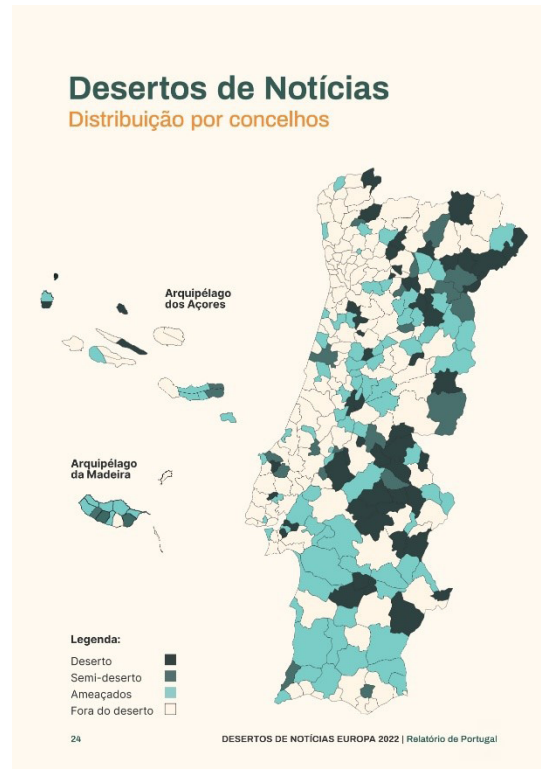 Desertos de Notícias
Distribuição por concelhos
Arquipélago
dos Açores
Arquipélago
da Madeira
Legenda:
Deserto
Semi-deserto
Ameaçados
Fora do deserto
24
DESERTOS DE NOTÍCIAS EUROPA 2022 | Relatório de Portugal